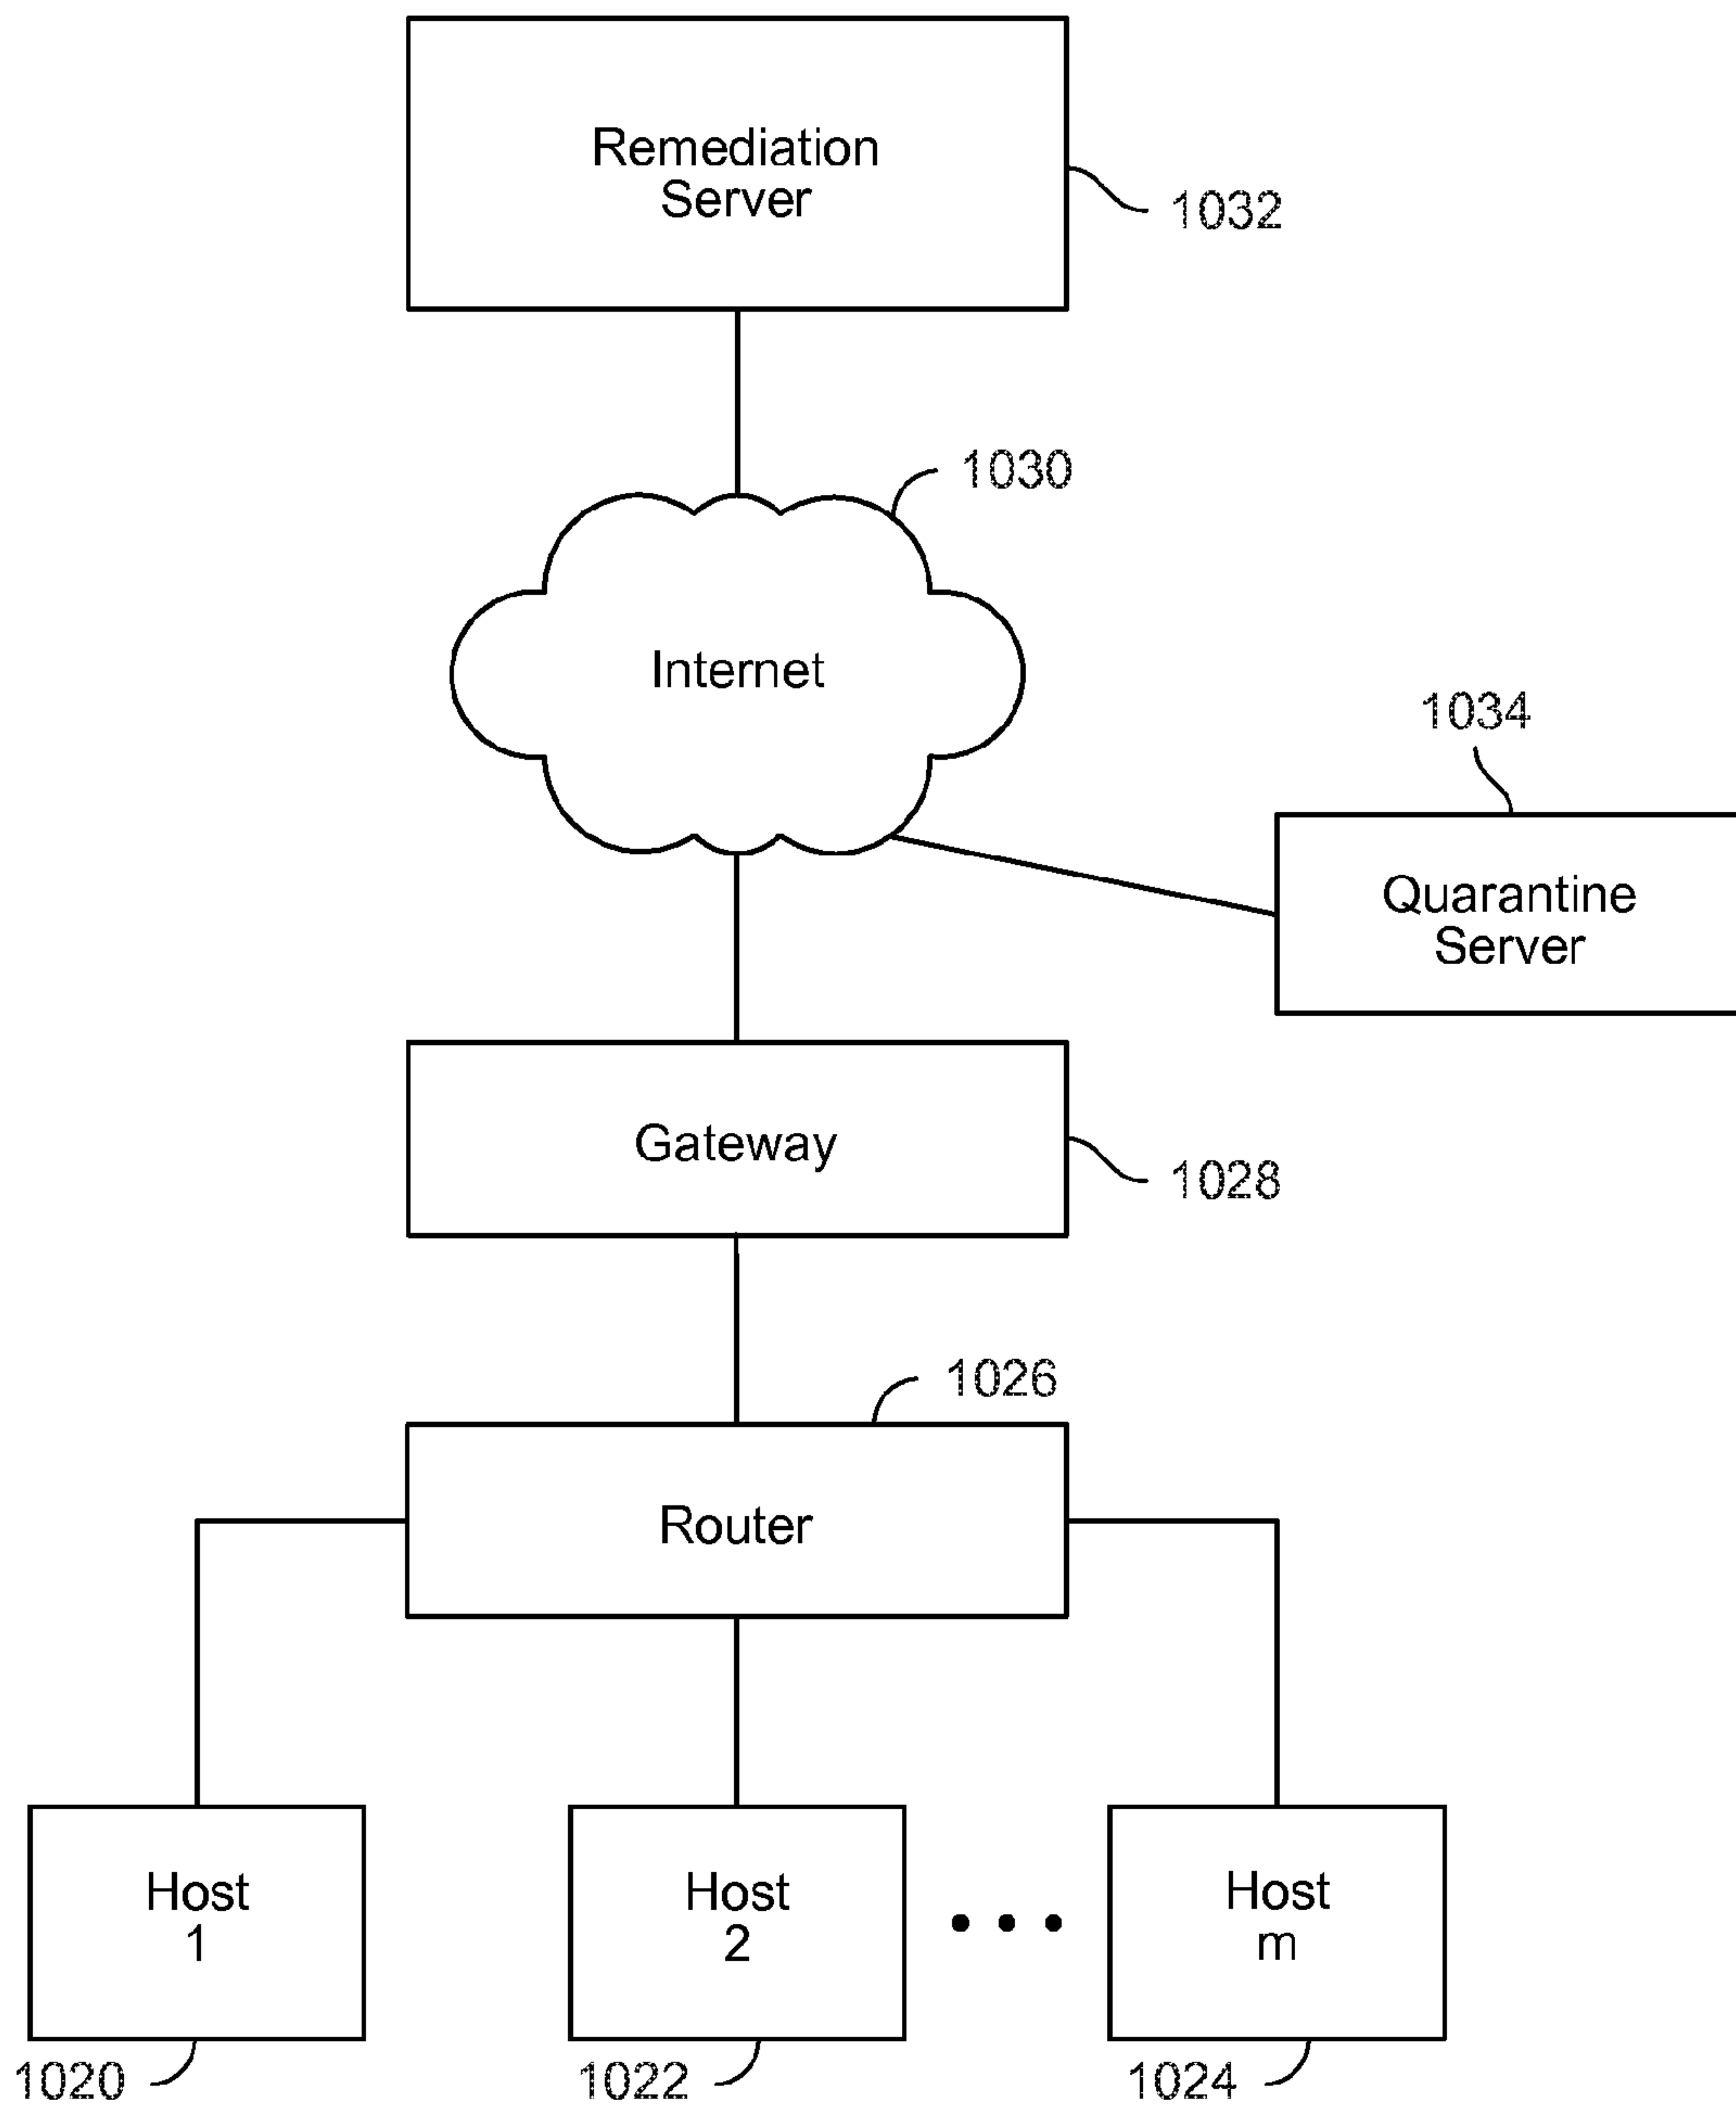 Remediation
Server
1032
1030
Internet
1034
Quarantine
Server
Gateway
1028
1026
Router
Host
1
Host
2
Host
m
1020
1022
1024